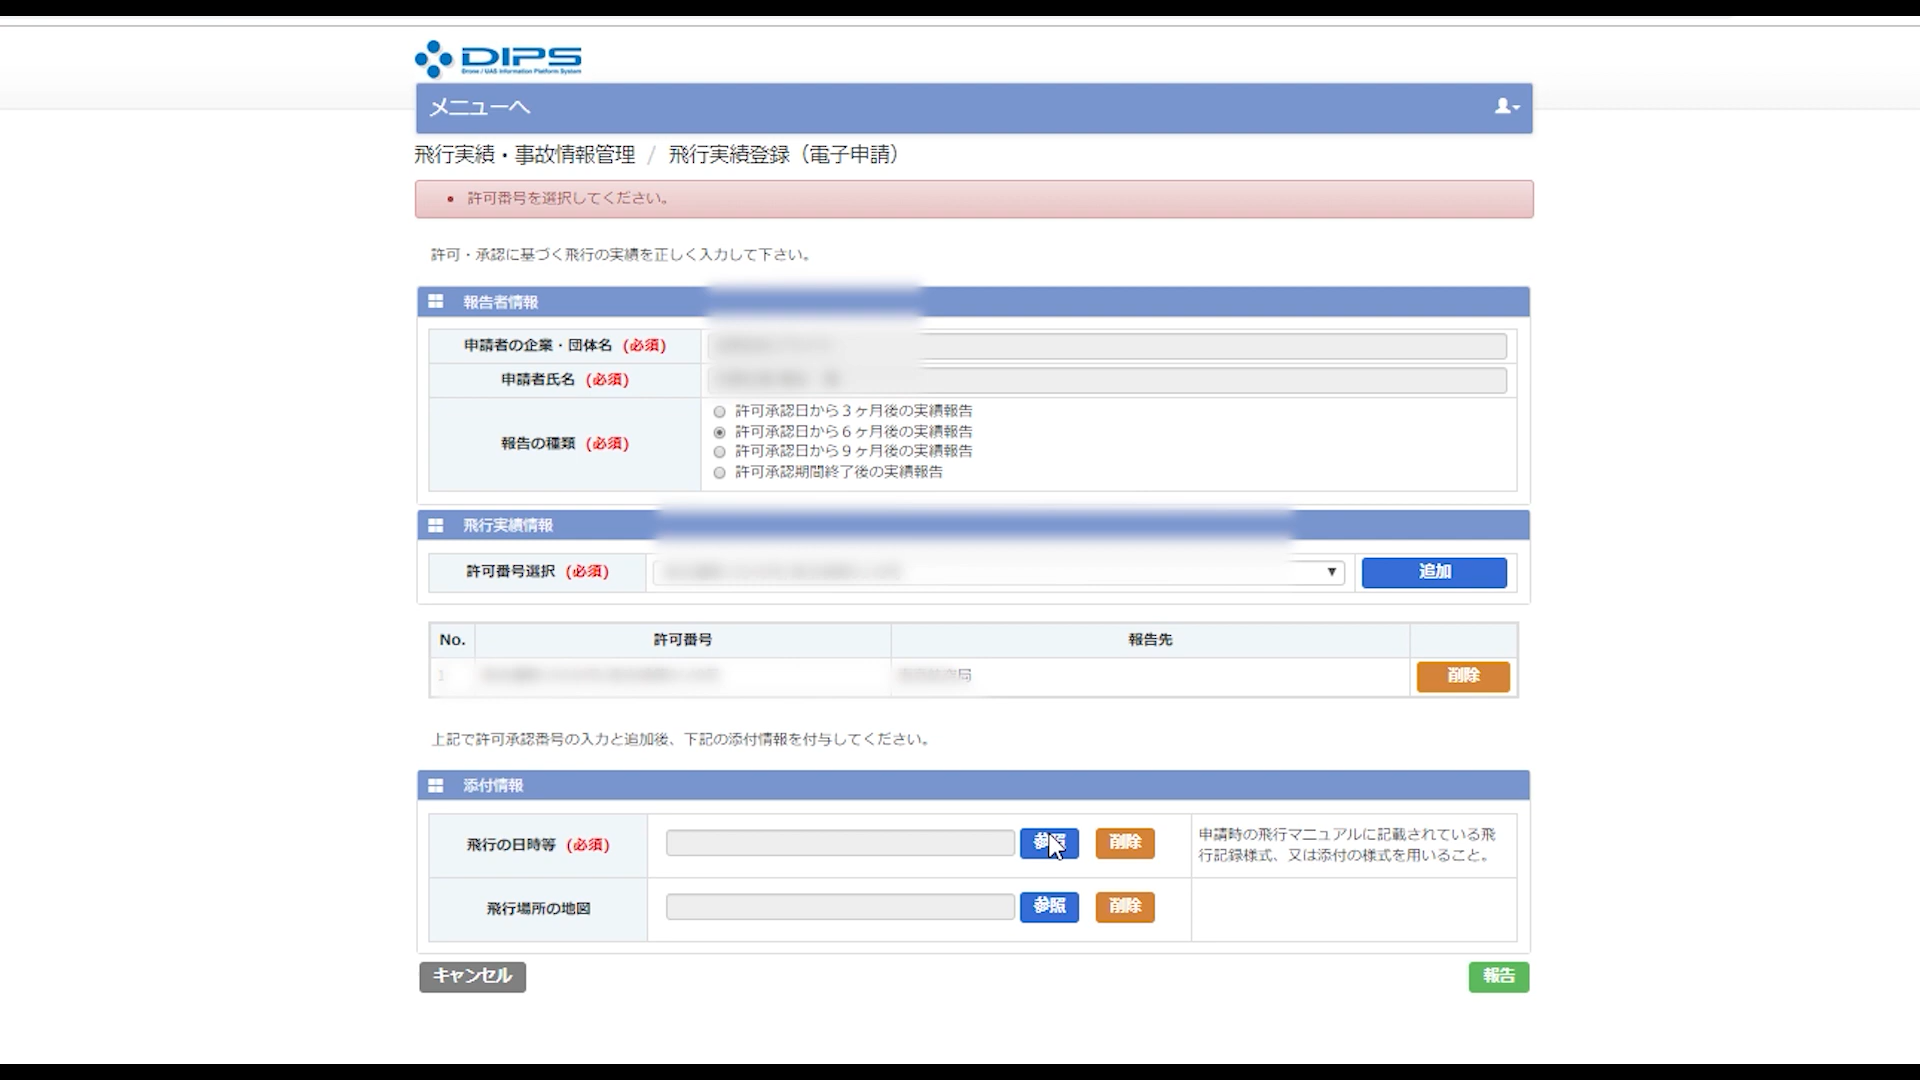 DIPS
Drone / UAS Information Platform System
メニューへ
飛行実績・事故情報管理 / 飛行実績登録（電子申請）
• 許可番号を選択してください。
許可・承認に基づく飛行の実績を正しく入力して下さい。
報告者情報
申請者の企業・団体名 (必須)
申請者氏名 (必須)
報告の種類 (必須)
許可承認日から３ヶ月後の実績報告
許可承認日から６ヶ月後の実績報告
許可承認日から９ヶ月後の実績報告
許可承認期間終了後の実績報告
飛行実績情報
許可番号選択 (必須)
追加
No. 許可番号 報告先
1 局 削除
上記で許可承認番号の入力と追加後、下記の添付情報を付与してください。
添付情報
飛行の日時等 (必須) 参照 削除
申請時の飛行マニュアルに記載されている飛
行記録様式、又は添付の様式を用いること。
飛行場所の地図 参照 削除
キャンセル 報告